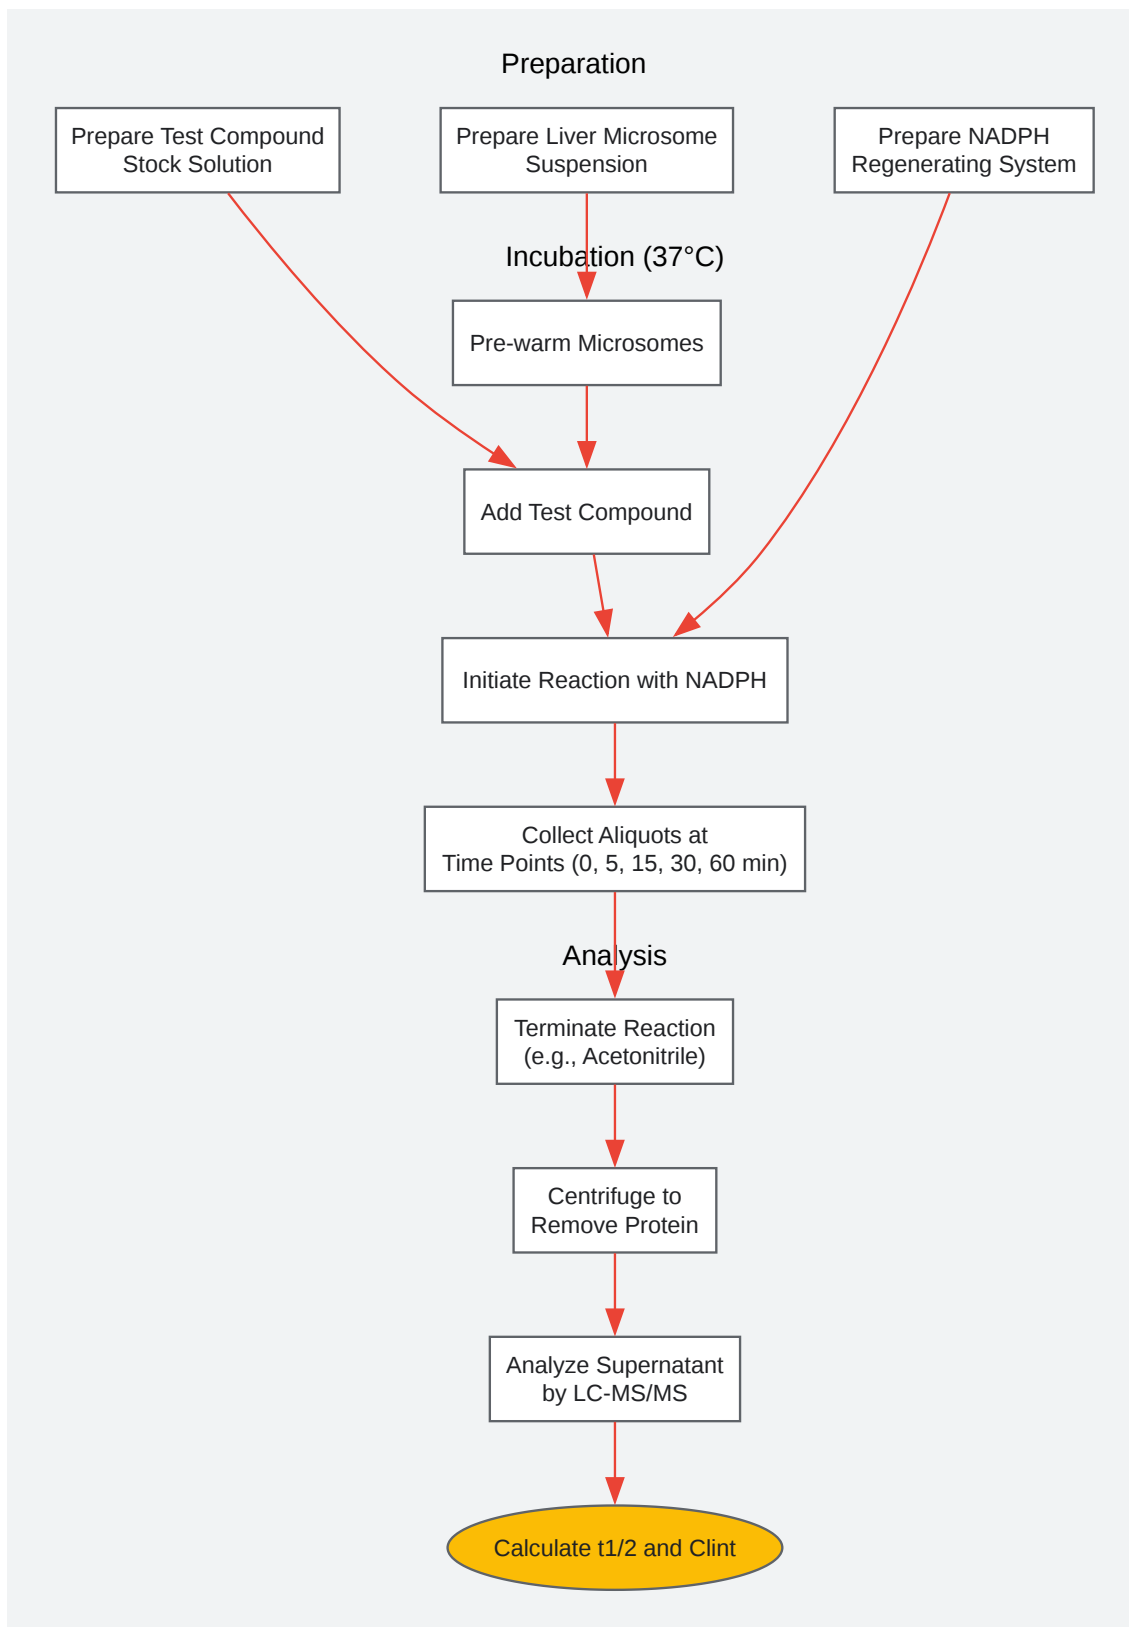 Preparation
Prepare Test Compound
Stock Solution
Prepare Liver Microsome
Suspension
Prepare NADPH
Regenerating System
Incubation (37°C)
Pre-warm Microsomes
Add Test Compound
Initiate Reaction with NADPH
Collect Aliquots at
Time Points (0, 5, 15, 30, 60 min)
Analysis
Terminate Reaction
(e.g., Acetonitrile)
Centrifuge to
Remove Protein
Analyze Supernatant
by LC-MS/MS
Calculate t1/2 and Clint